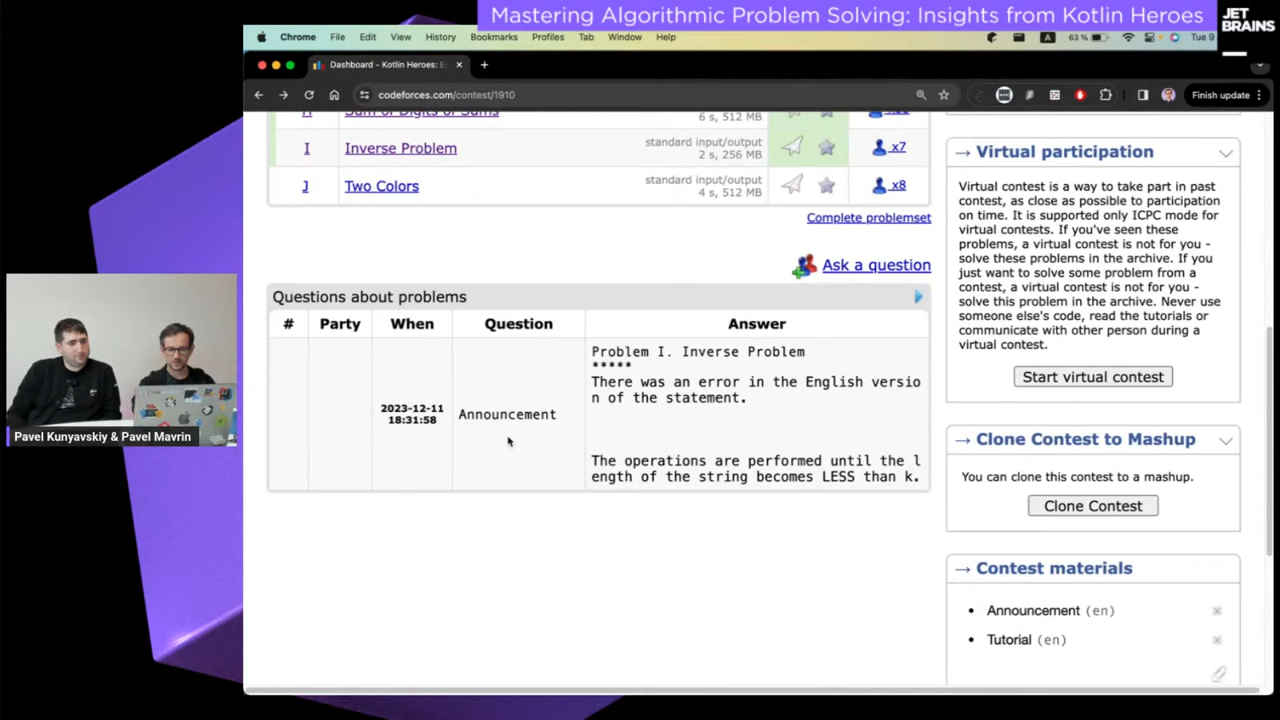 Mastering Algorithmic Problem Solving: Insights from Kotlin Heroes
JET
BRAINS
Chrome File Edit View History Bookmarks Profiles Tab Window Help
A 63 % Tue 9
Dashboard - Kotlin Heroes: E
codeforces.com/contest/1910
Finish update
Sum of Digits of Sums
6 s, 512 MB
I Inverse Problem
standard input/output
2 s, 256 MB
x7
J Two Colors
standard input/output
4 s, 512 MB
x8
Complete problemset
Ask a question
Questions about problems
# Party When Question Answer
2023-12-11
18:31:58
Announcement
Problem I. Inverse Problem
*****
There was an error in the English versio
n of the statement.
The operations are performed until the l
ength of the string becomes LESS than k.
→ Virtual participation
Virtual contest is a way to take part in past
contest, as close as possible to participation
on time. It is supported only ICPC mode for
virtual contests. If you've seen these
problems, a virtual contest is not for you -
solve these problems in the archive. If you
just want to solve some problem from a
contest, a virtual contest is not for you -
solve this problem in the archive. Never use
someone else's code, read the tutorials or
communicate with other person during a
virtual contest.
Start virtual contest
→ Clone Contest to Mashup
You can clone this contest to a mashup.
Clone Contest
→ Contest materials
• Announcement (en)
• Tutorial (en)
Pavel Kunyavskiy & Pavel Mavrin